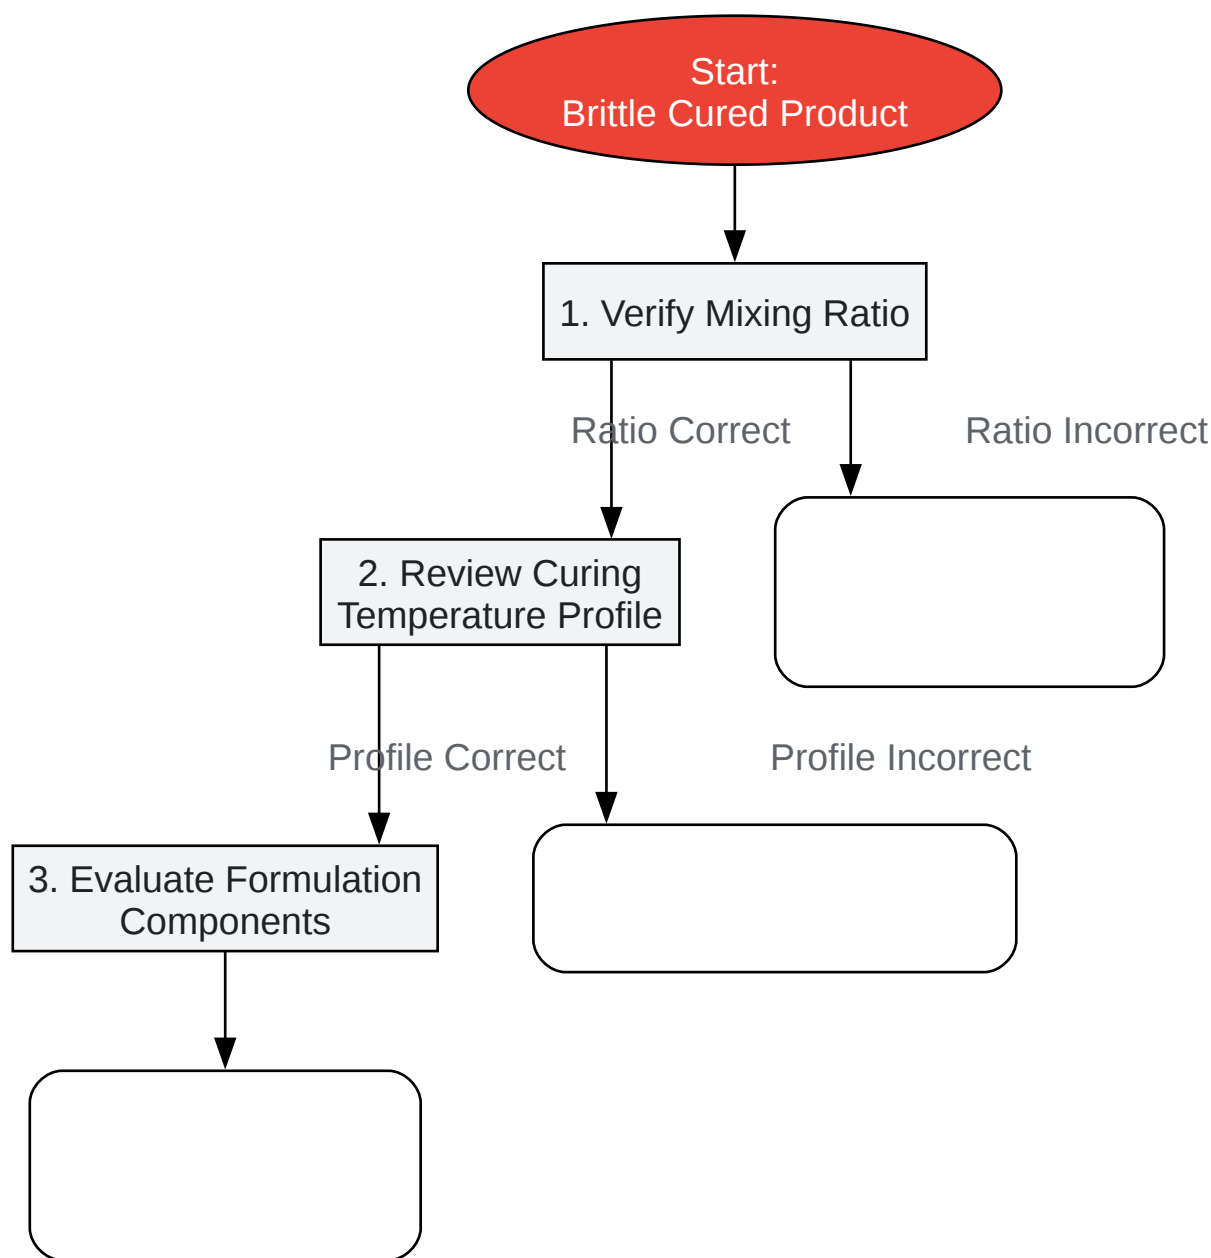 Start:
Brittle Cured Product
1. Verify Mixing Ratio
Ratio Correct
Ratio Incorrect
2. Review Curing
Temperature Profile
Profile Correct
Profile Incorrect
3. Evaluate Formulation
Components